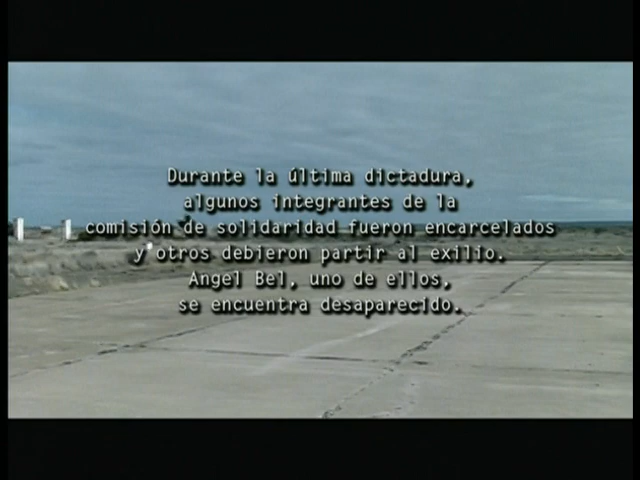 Durante la última dictadura,
algunos integrantes de la
comisión de solidaridad fueron encarcelados
y otros debieron partir al exilio.
Angel Bel, uno de ellos,
se encuentra desaparecido.